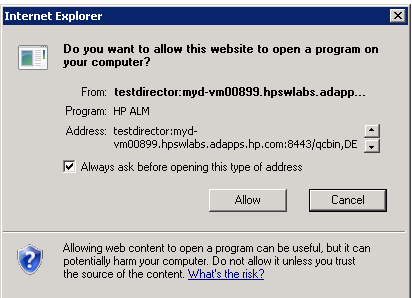 Internet Explorer
Do you want to allow this website to open a program on
your computer?
From: testdirector:myd-vm00899.hpswlabs.adapp...
Program: HP ALM
Address: testdirector:myd-
vm00899.hpswlabs.adapps.hp.com:8443/qcbin,DE
Always ask before opening this type of address
Allow Cancel
Allowing web content to open a program can be useful, but it can
potentially harm your computer. Do not allow it unless you trust
the source of the content. What's the risk?